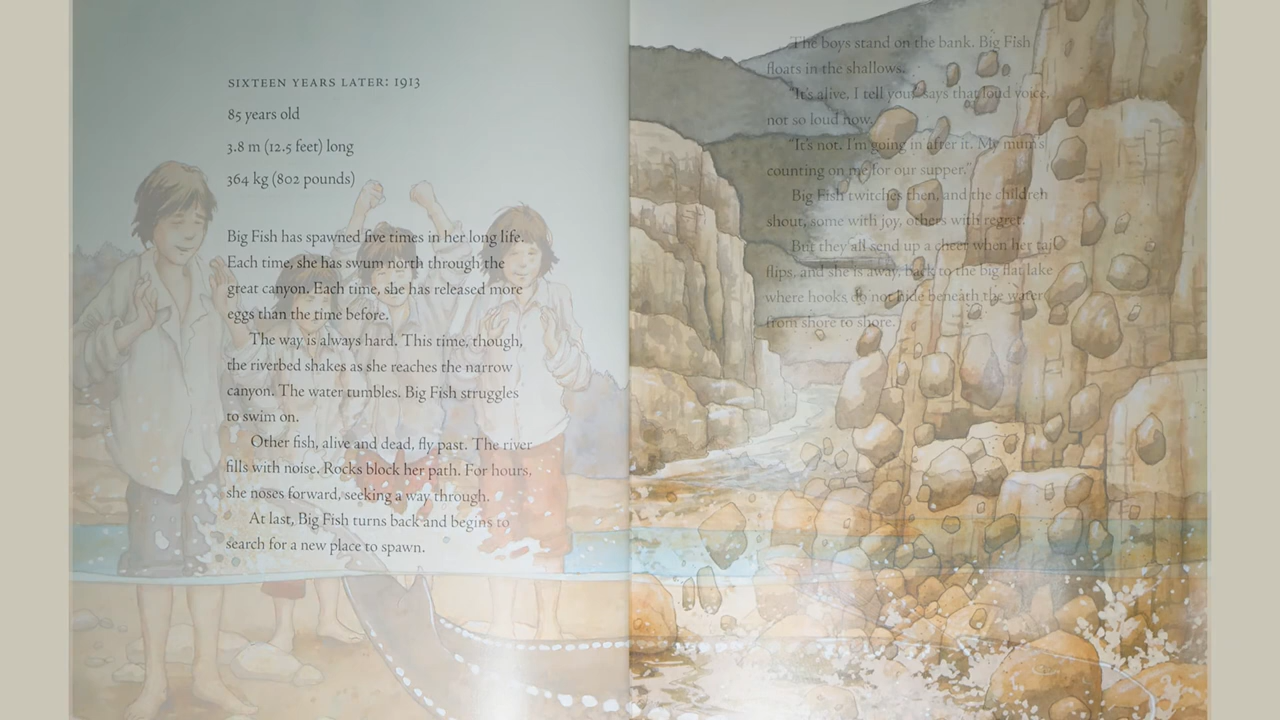 SIXTEEN YEARS LATER: 1913
85 years old
3.8 m (12.5 feet) long
364 kg (802 pounds)
Big Fish has spawned five times in her long life.
Each time, she has swum north through the
great canyon. Each time, she has released more
eggs than the time before.
The way is always hard. This time, though,
the riverbed shakes as she reaches the narrow
canyon. The water tumbles. Big Fish struggles
to swim on.
Other fish, alive and dead, fly past. The river
fills with noise. Rocks block her path. For hours,
she noses forward, seeking a way through.
At last, Big Fish turns back and begins to
search for a new place to spawn.
The boys stand on the bank. Big Fish
floats in the shallows.
"It's alive, I tell you," says that loud voice,
not so loud now.
"It's not. I'm going in after it. My mum's
counting on me for our supper."
Big Fish twitches then, and the children
shout, some with joy, others with regret.
But they all send up a cheer when her tail
flips, and she is away, back to the big flat lake
where hooks do not hide beneath the water
from shore to shore.